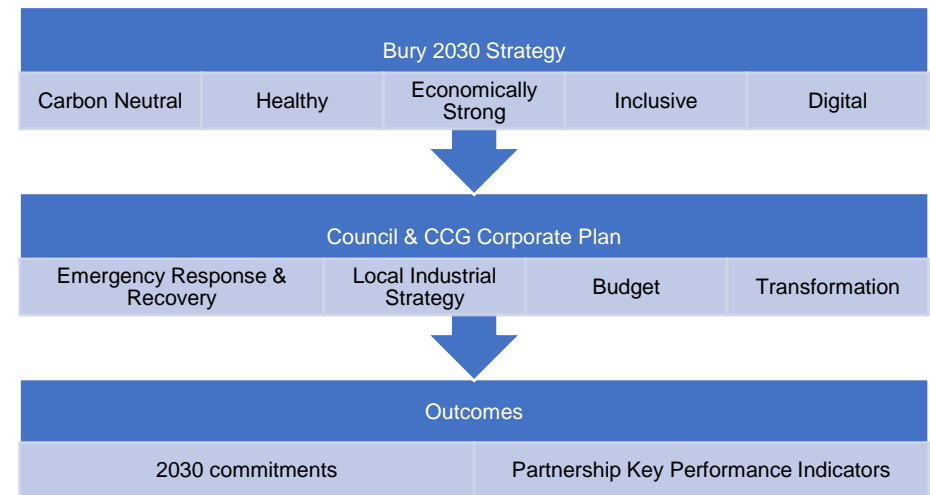 Bury 2030 Strategy
Carbon Neutral
Healthy
Economically
Strong
Inclusive
Digital
Council & CCG Corporate Plan
Emergency Response &
Recovery
Local Industrial
Strategy
Budget
Transformation
Outcomes
2030 commitments
Partnership Key Performance Indicators